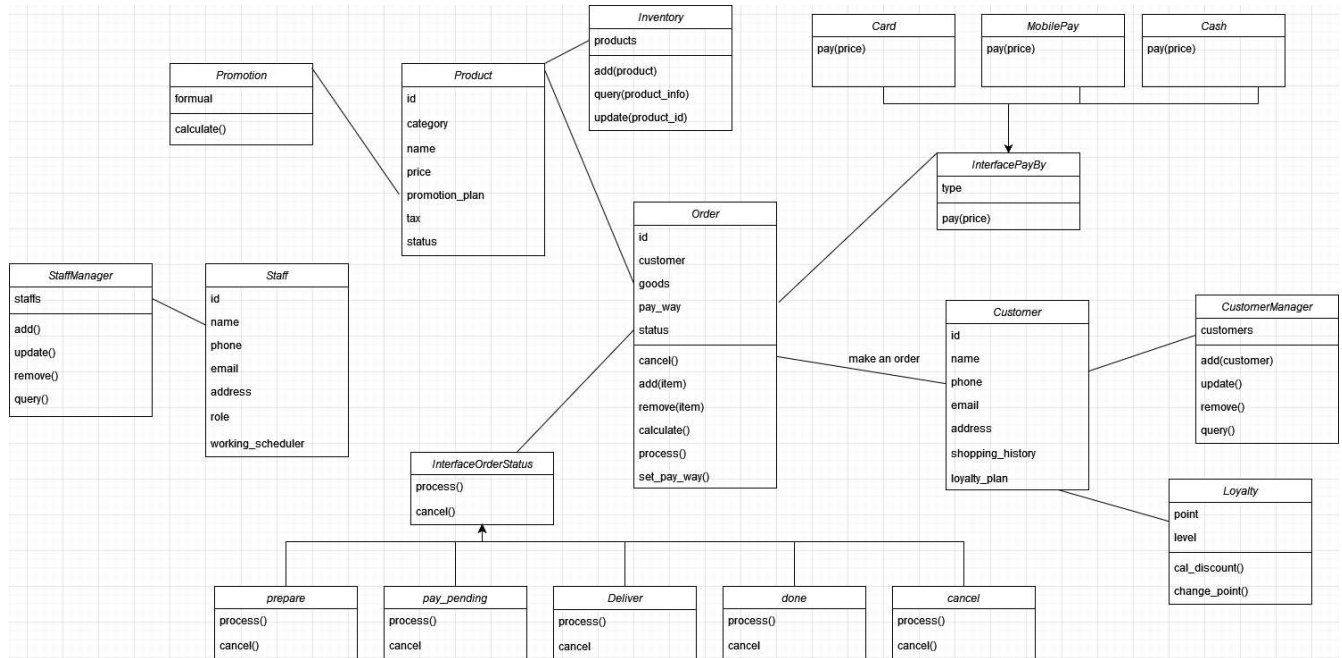 Inventory
products
add(product)
query(product_info)
update(product_id)
Card
pay(price)
MobilePay
pay(price)
Cash
pay(price)
Promotion
formual
calculate()
Product
id
category
name
price
promotion_plan
tax
status
InterfacePayBy
type
pay(price)
Order
id
customer
goods
pay_way
status
cancel()
add(item)
remove(item)
calculate()
process()
set_pay_way()
StaffManager
staffs
add()
update()
remove()
query()
Staff
id
name
phone
email
address
role
working_scheduler
make an order
Customer
id
name
phone
email
address
shopping_history
loyalty_plan
CustomerManager
customers
add(customer)
update()
remove()
query()
InterfaceOrderStatus
process()
cancel()
Loyalty
point
level
cal_discount()
change_point()
prepare
process()
cancel()
pay_pending
process()
cancel
Deliver
process()
cancel
done
process()
cancel
cancel
process()
cancel()